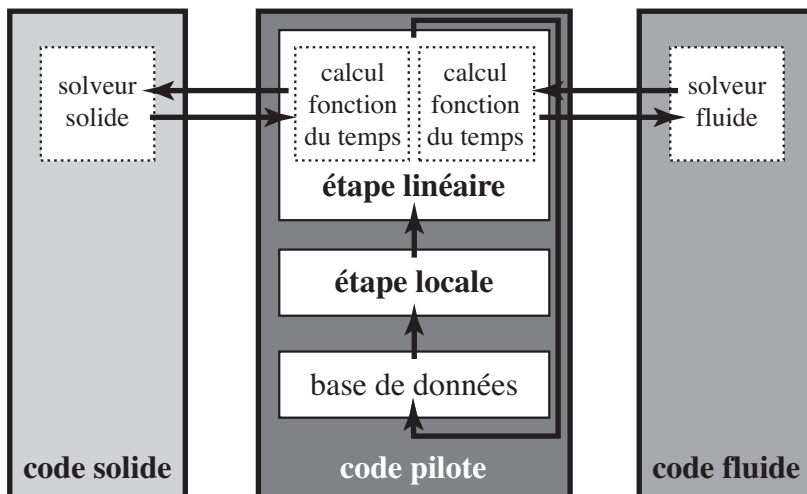 solveur
solide
calcul
fonction
du temps
calcul
fonction
du temps
solveur
fluide
étape linéaire
étape locale
base de données
code solide
code pilote
code fluide